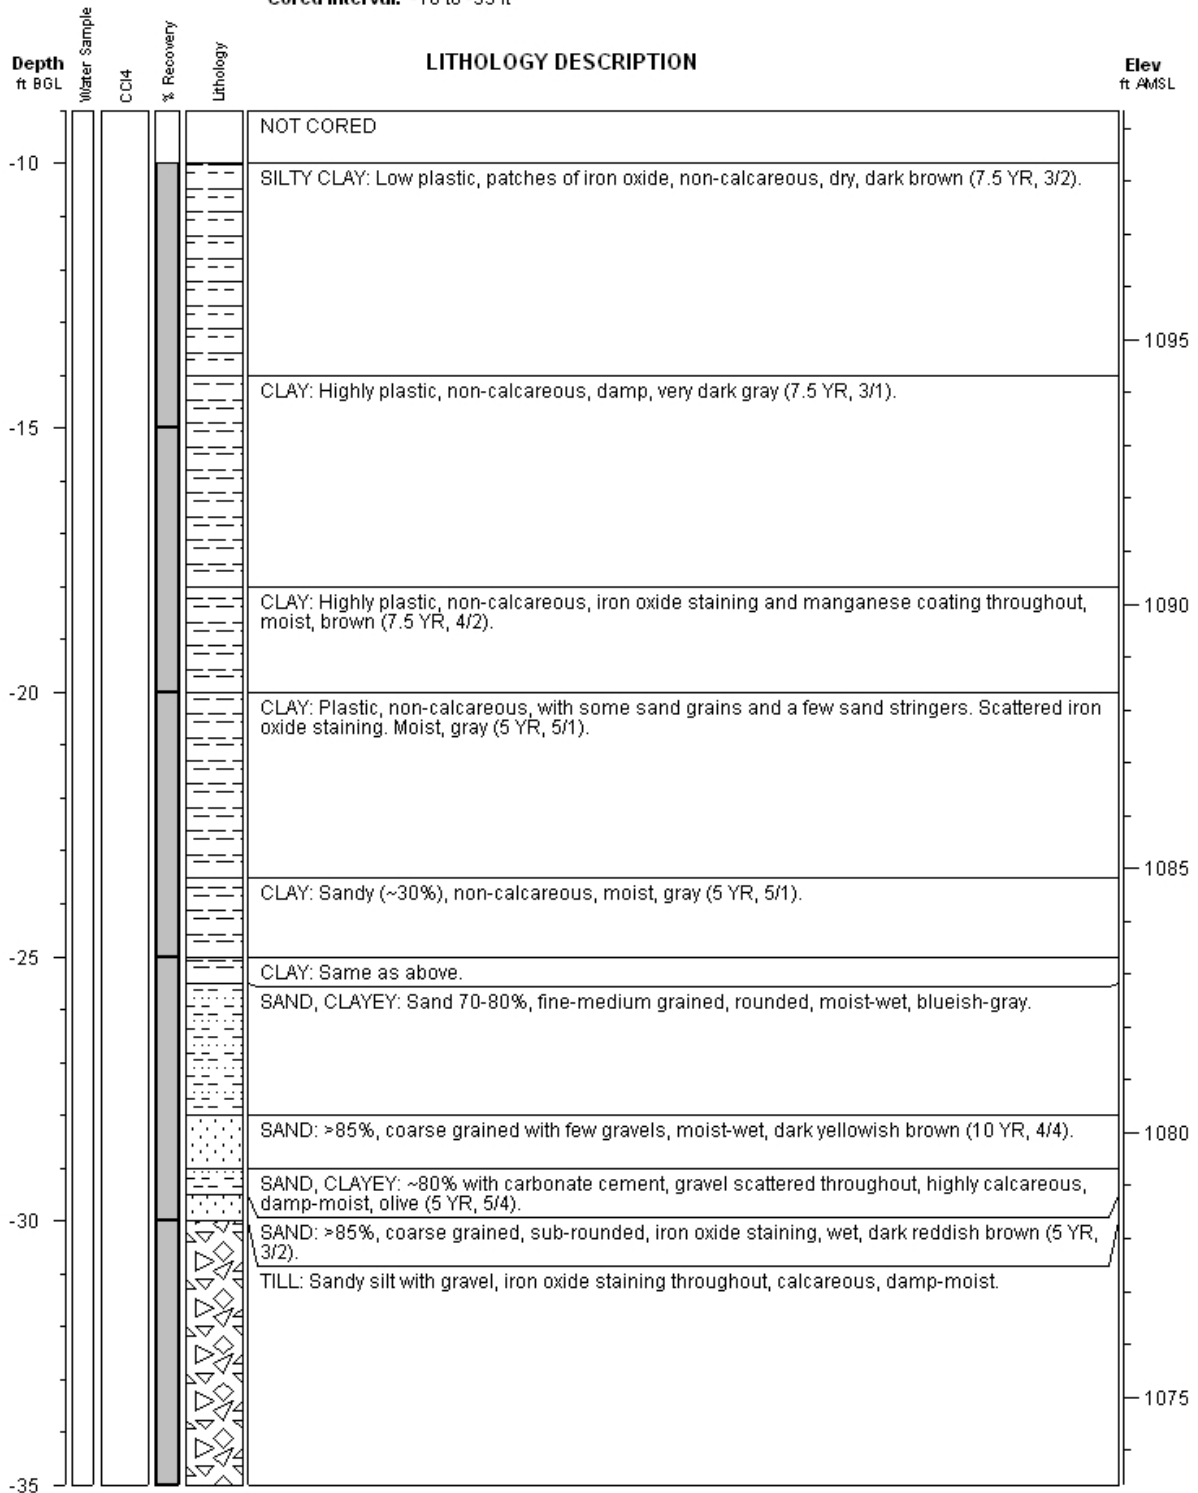 Cored Interval: -10 to -35 ft
Depth
ft BGL
Water Sample
CCl4
% Recovery
Lithology
LITHOLOGY DESCRIPTION
Elev
ft AMSL
NOT CORED
-10
SILTY CLAY: Low plastic, patches of iron oxide, non-calcareous, dry, dark brown (7.5 YR, 3/2).
1095
CLAY: Highly plastic, non-calcareous, damp, very dark gray (7.5 YR, 3/1).
-15
CLAY: Highly plastic, non-calcareous, iron oxide staining and manganese coating throughout,
moist, brown (7.5 YR, 4/2).
1090
-20
CLAY: Plastic, non-calcareous, with some sand grains and a few sand stringers. Scattered iron
oxide staining. Moist, gray (5 YR, 5/1).
1085
CLAY: Sandy (~30%), non-calcareous, moist, gray (5 YR, 5/1).
-25
CLAY: Same as above.
SAND, CLAYEY: Sand 70-80%, fine-medium grained, rounded, moist-wet, blueish-gray.
SAND: >85%, coarse grained with few gravels, moist-wet, dark yellowish brown (10 YR, 4/4).
1080
SAND, CLAYEY: ~80% with carbonate cement, gravel scattered throughout, highly calcareous,
damp-moist, olive (5 YR, 5/4).
-30
SAND: >85%, coarse grained, sub-rounded, iron oxide staining, wet, dark reddish brown (5 YR,
3/2).
TILL: Sandy silt with gravel, iron oxide staining throughout, calcareous, damp-moist.
1075
-35